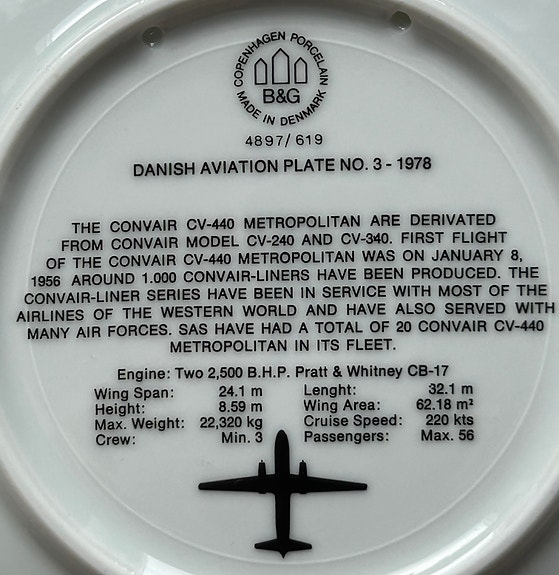 COPENHAGEN PORCELAIN
B&G
MADE IN DENMARK
4897/619
DANISH AVIATION PLATE NO. 3 - 1978
THE CONVAIR CV-440 METROPOLITAN ARE DERIVATED
FROM CONVAIR MODEL CV-240 AND CV-340. FIRST FLIGHT
OF THE CONVAIR CV-440 METROPOLITAN WAS ON JANUARY 8,
1956 AROUND 1.000 CONVAIR-LINERS HAVE BEEN PRODUCED. THE
CONVAIR-LINER SERIES HAVE BEEN IN SERVICE WITH MOST OF THE
AIRLINES OF THE WESTERN WORLD AND HAVE ALSO SERVED WITH
MANY AIR FORCES. SAS HAVE HAD A TOTAL OF 20 CONVAIR CV-440
METROPOLITAN IN ITS FLEET.
Engine: Two 2,500 B.H.P. Pratt & Whitney CB-17
Wing Span: 24.1 m Lenght: 32.1 m
Height: 8.59 m Wing Area: 62.18 m²
Max. Weight: 22,320 kg Cruise Speed: 220 kts
Crew: Min. 3 Passengers: Max. 56